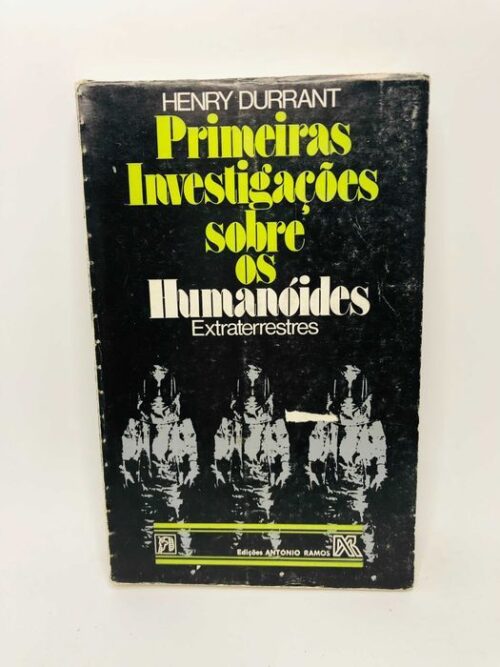 HENRY DURRANT
Primeiras
Investigações
sobre
os
Humanóides
Extraterrestres
Edições ANTÓNIO RAMOS